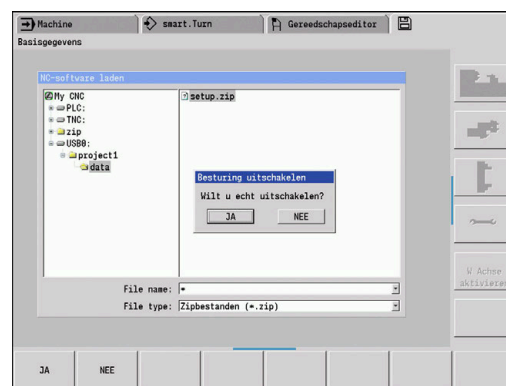 Machine
smart.Turn
Gereedschapseditor
Basisgegevens
NC-software laden
My CNC
PLC:
TNC:
zip
USB0:
project1
data
setup.zip
Besturing uitschakelen
Wilt u echt uitschakelen?
JA NEE
File name: *
File type: Zipbestanden (*.zip)
W Achse
aktivieren
JA NEE